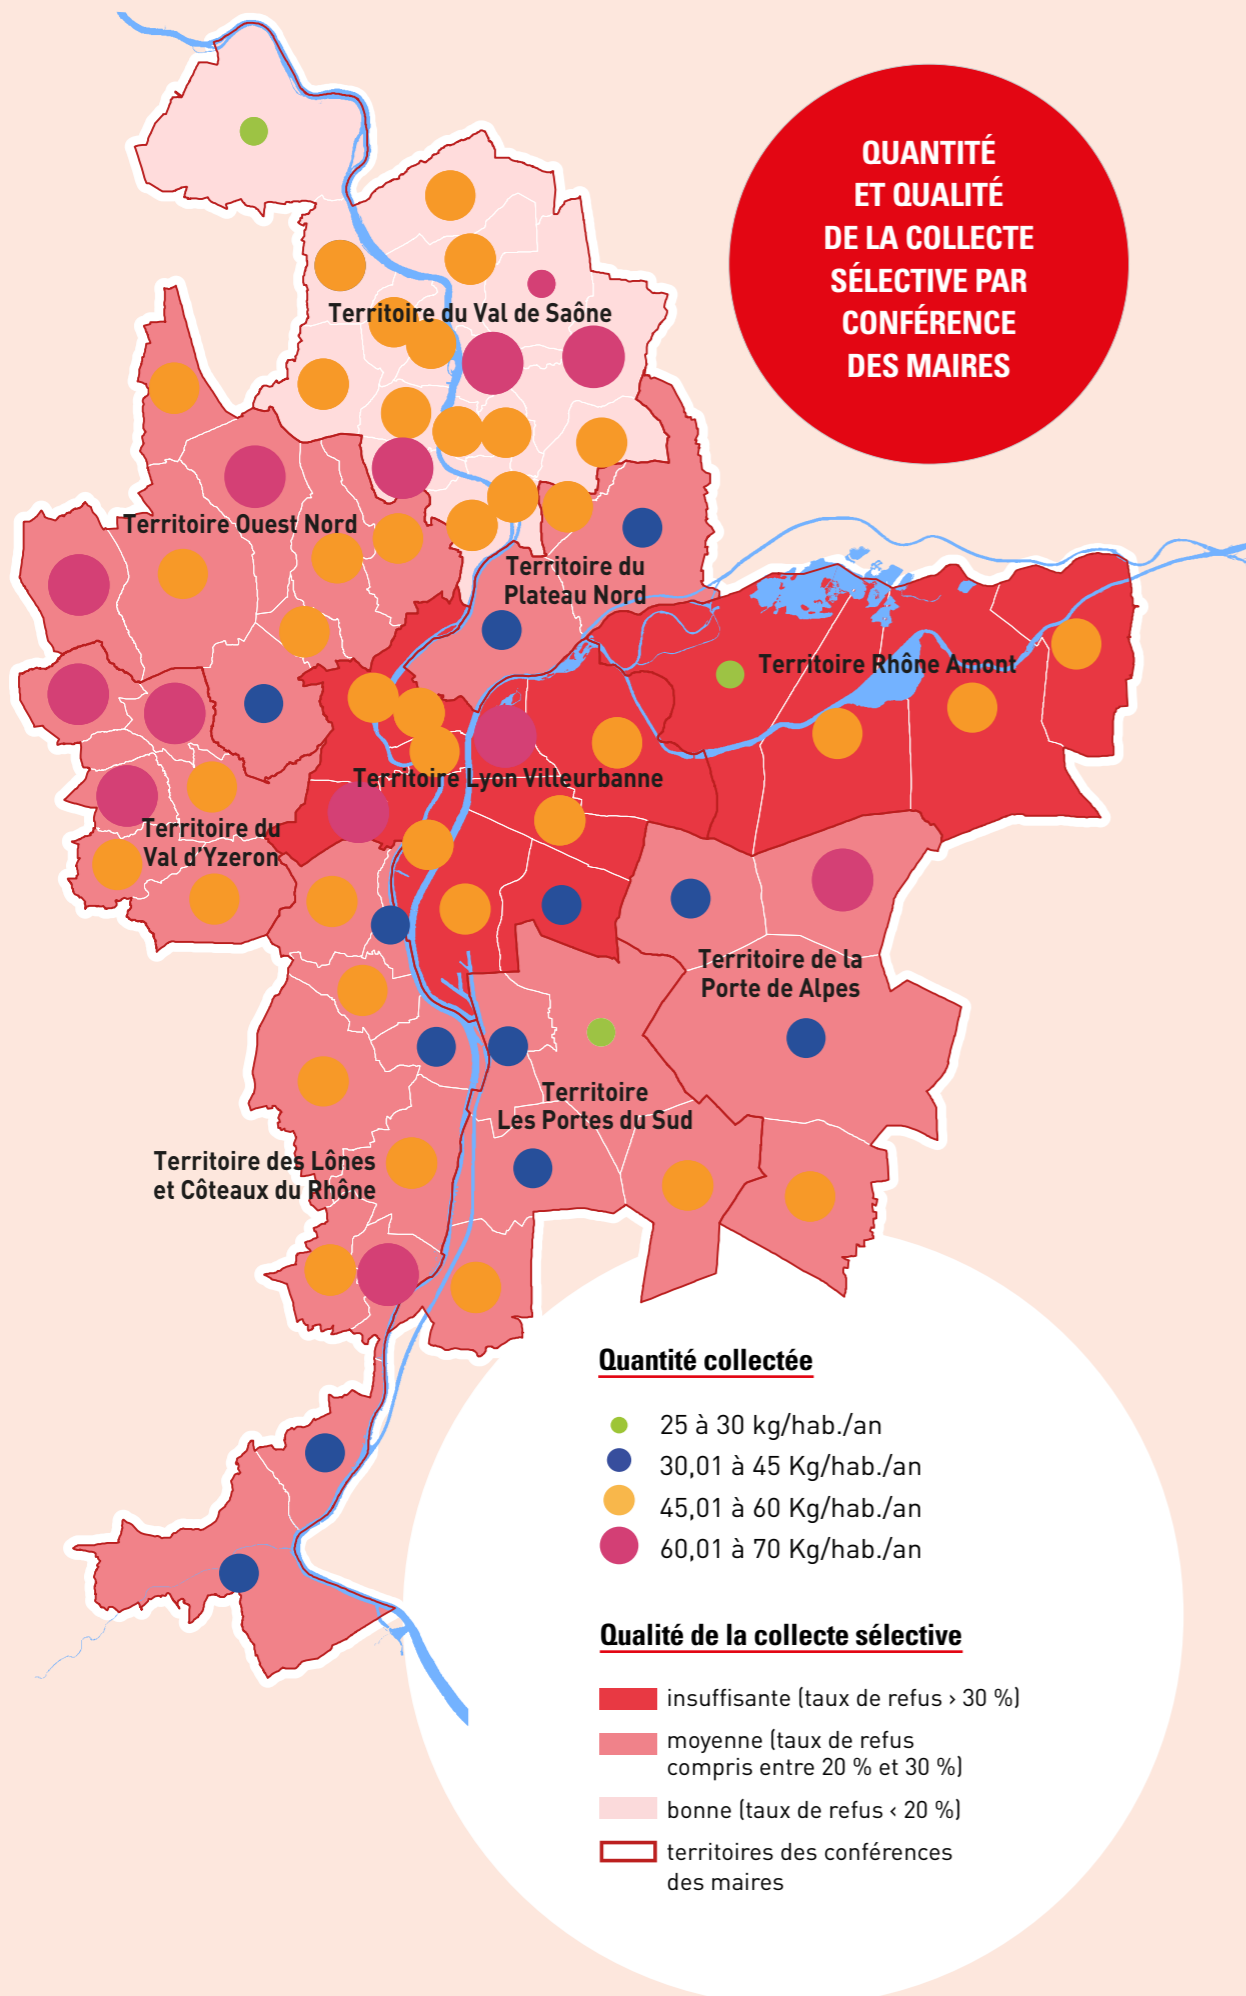 QUANTITÉ
ET QUALITÉ
DE LA COLLECTE
SÉLECTIVE PAR
CONFÉRENCE
DES MAIRES
Territoire du Val de Saône
Territoire Ouest Nord
Territoire du
Plateau Nord
Territoire Rhône Amont
Territoire Lyon Villeurbanne
Territoire du
Val d'Yzeron
Territoire de la
Porte de Alpes
Territoire
Les Portes du Sud
Territoire des Lônes
et Côteaux du Rhône
Quantité collectée
25 à 30 kg/hab./an
30,01 à 45 Kg/hab./an
45,01 à 60 Kg/hab./an
60,01 à 70 Kg/hab./an
Qualité de la collecte sélective
insuffisante (taux de refus > 30 %)
moyenne (taux de refus
compris entre 20 % et 30 %)
bonne (taux de refus < 20 %)
territoires des conférences
des maires